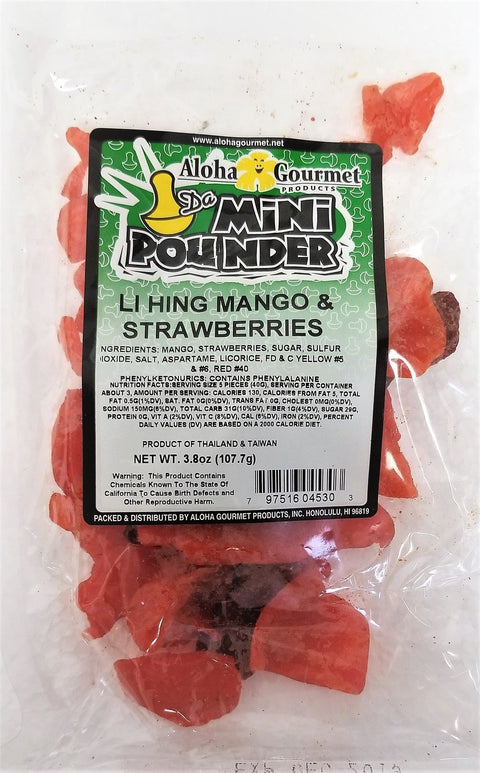 www.alohagourmet.net
Aloha Gourmet
PRODUCTS
Da MiNi
POUNDER
LI HING MANGO &
STRAWBERRIES
NGREDIENTS: MANGO, STRAWBERRIES, SUGAR, SULFUR
IOXIDE, SALT, ASPARTAME, LICORICE, FD & C YELLOW #5
& #6, RED #40
PHENYLKETONURICS: CONTAINS PHENYLALANINE
NUTRITION FACTS:SERVING SIZE 5 PIECES (40G), SERVING PER CONTAINER
ABOUT 3, AMOUNT PER SERVING: CALORIES 130, CALORIES FROM FAT 5, TOTAL
FAT 0.5G(1%DV), SAT. FAT 0G(0%DV), TRANS FAT 0G, CHOLEST 0MG(0%DV),
SODIUM 150MG(6%DV), TOTAL CARB 31G(10%DV), FIBER 1G(4%DV), SUGAR 29G,
PROTEIN 0G, VIT A (2%DV), VIT C (8%DV), CAL (6%DV), IRON (2%DV), PERCENT
DAILY VALUES (DV) ARE BASED ON A 2000 CALORIE DIET.
PRODUCT OF THAILAND & TAIWAN
NET WT. 3.8oz (107.7g)
Warning: This Product Contains
Chemicals Known To The State Of
California To Cause Birth Defects and
Other Reproductive Harm.
7 97516 04530 3
PACKED & DISTRIBUTED BY ALOHA GOURMET PRODUCTS, INC. HONOLULU, HI 96819